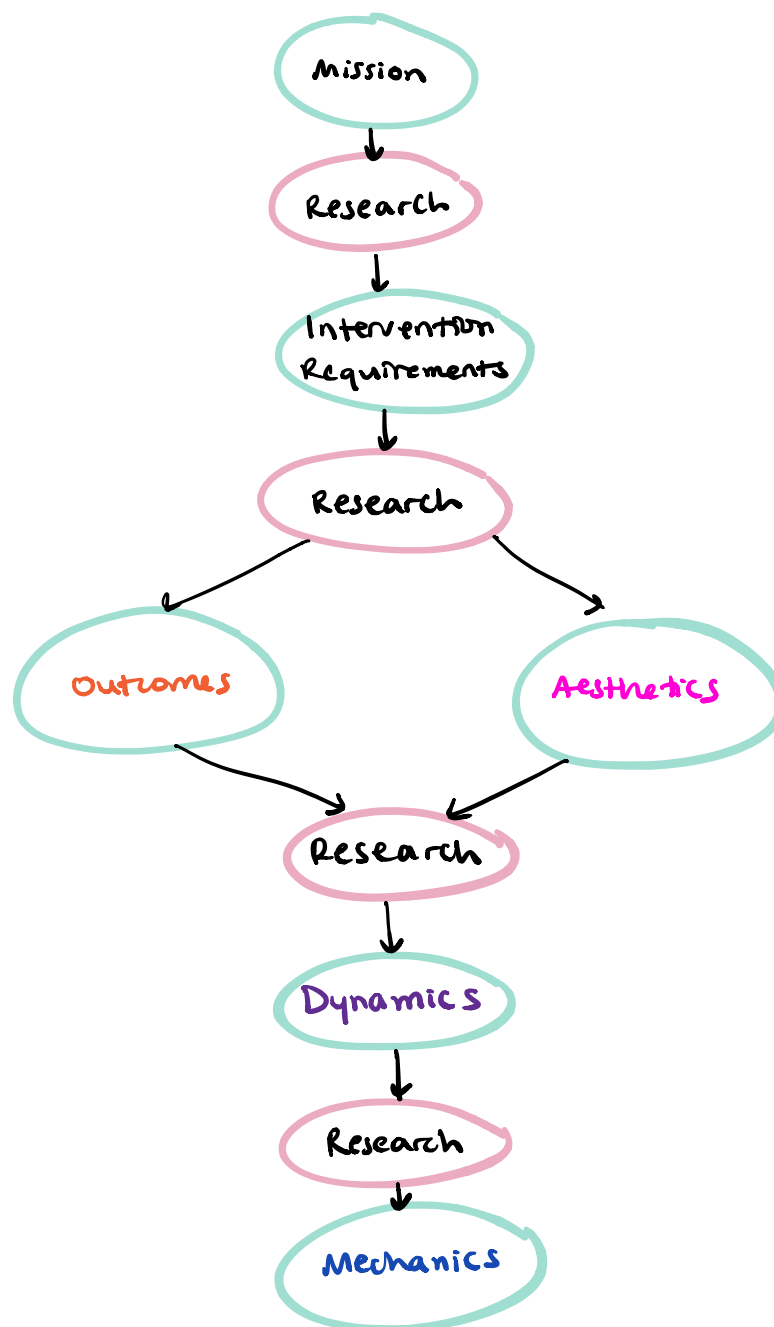 Mission
Research
Intervention
Requirements
Research
Outcomes
Aesthetics
Research
Dynamics
Research
Mechanics